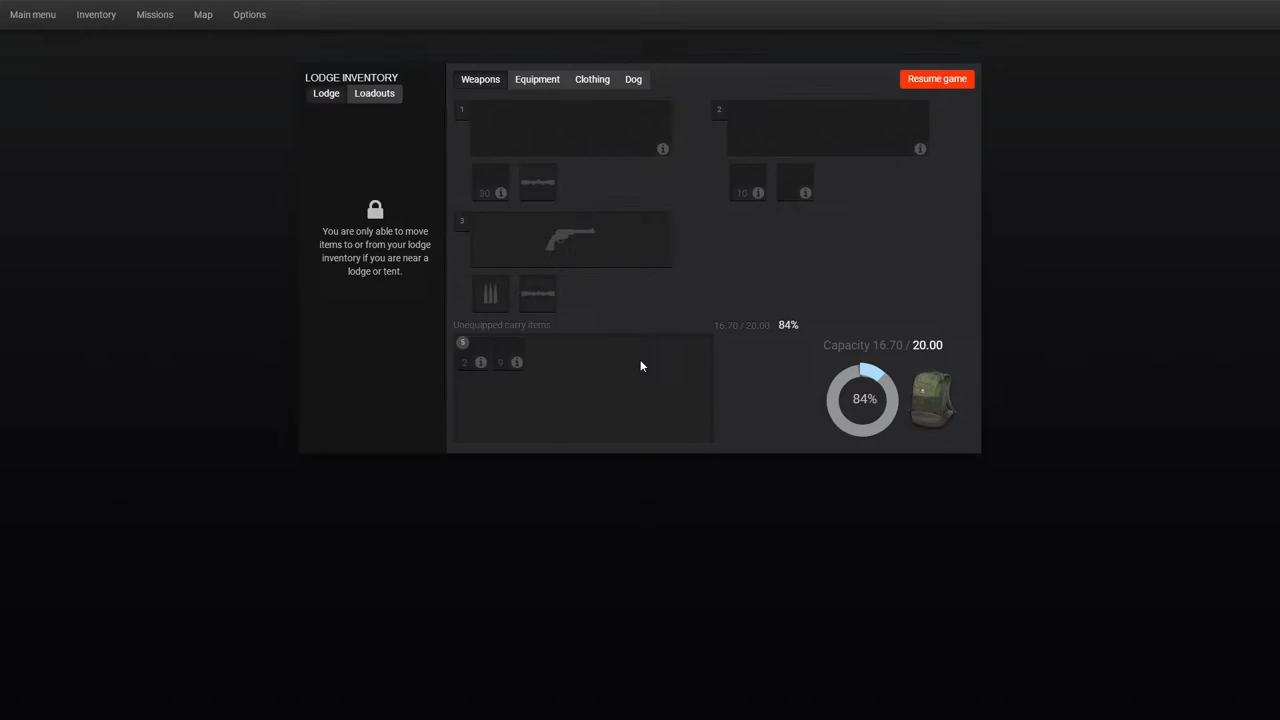 Main menu Inventory Missions Map Options
LODGE INVENTORY
Lodge Loadouts
You are only able to move
items to or from your lodge
inventory if you are near a
lodge or tent.
Weapons Equipment Clothing Dog
Resume game
1
2
30
10
3
Unequipped carry items
16.70 / 20.00 84%
5
2 9
Capacity 16.70 / 20.00
84%